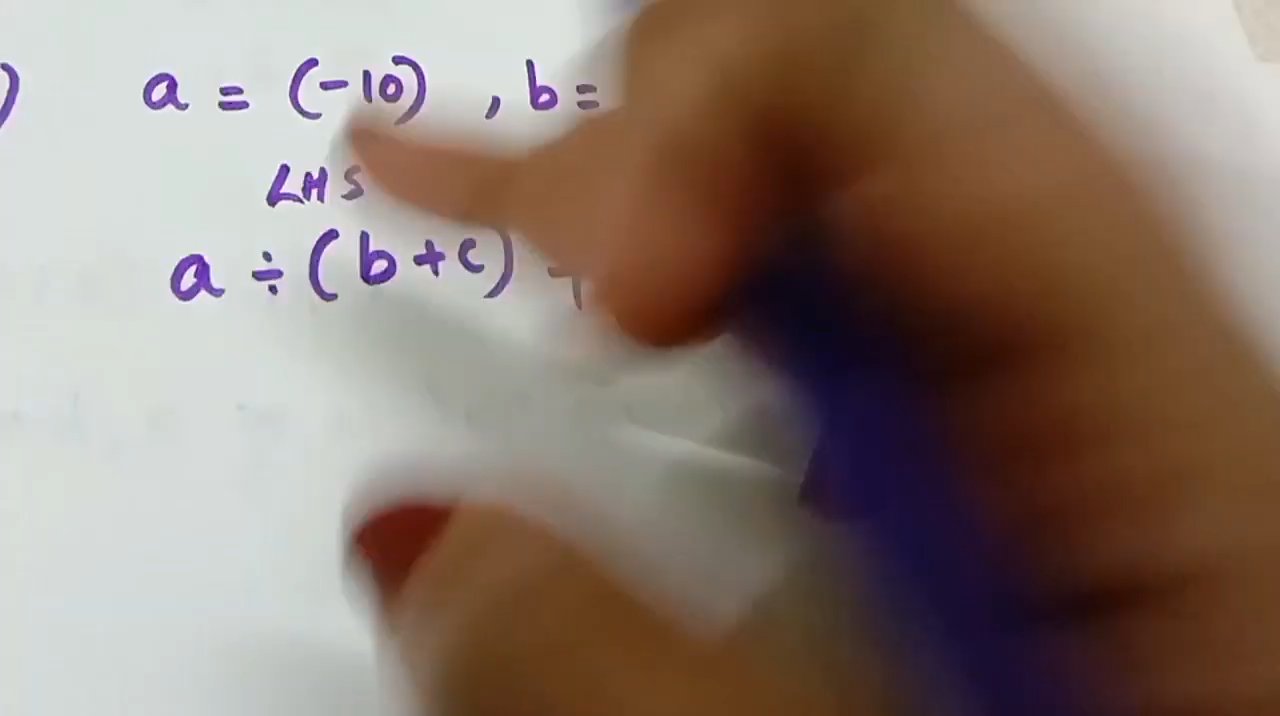 ) a = (-10) , b =
LHS
a ÷ (b + c)